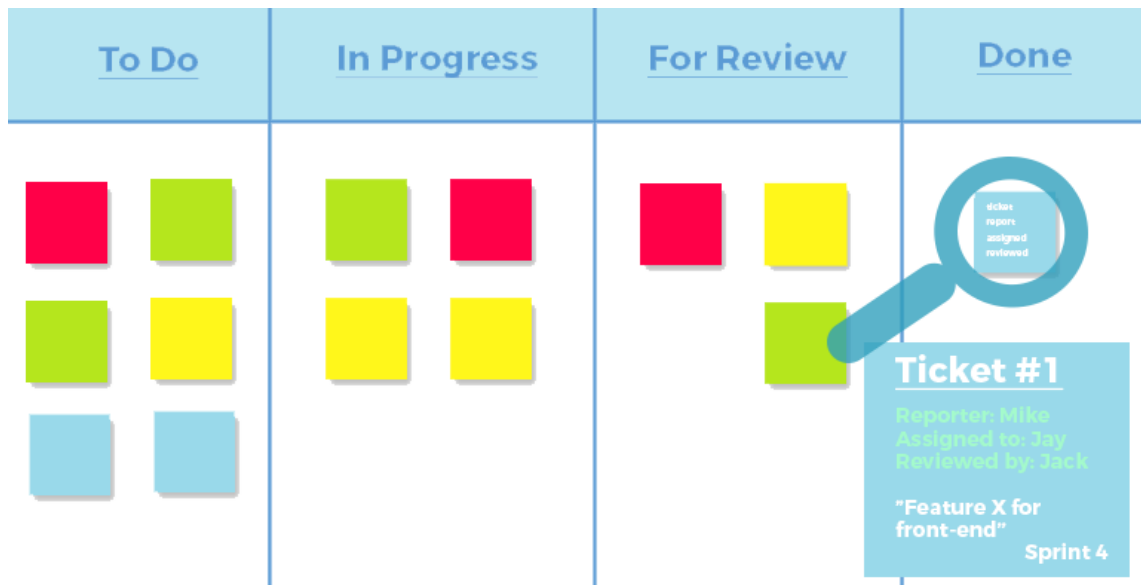 To Do
In Progress
For Review
Done
ticket
report
assigned
reviewed
Ticket #1
Reporter: Mike
Assigned to: Jay
Reviewed by: Jack
"Feature X for
front-end"
Sprint 4